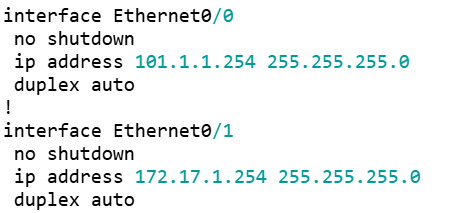 interface Ethernet0/0
 no shutdown
 ip address 101.1.1.254 255.255.255.0
 duplex auto
!
interface Ethernet0/1
 no shutdown
 ip address 172.17.1.254 255.255.255.0
 duplex auto